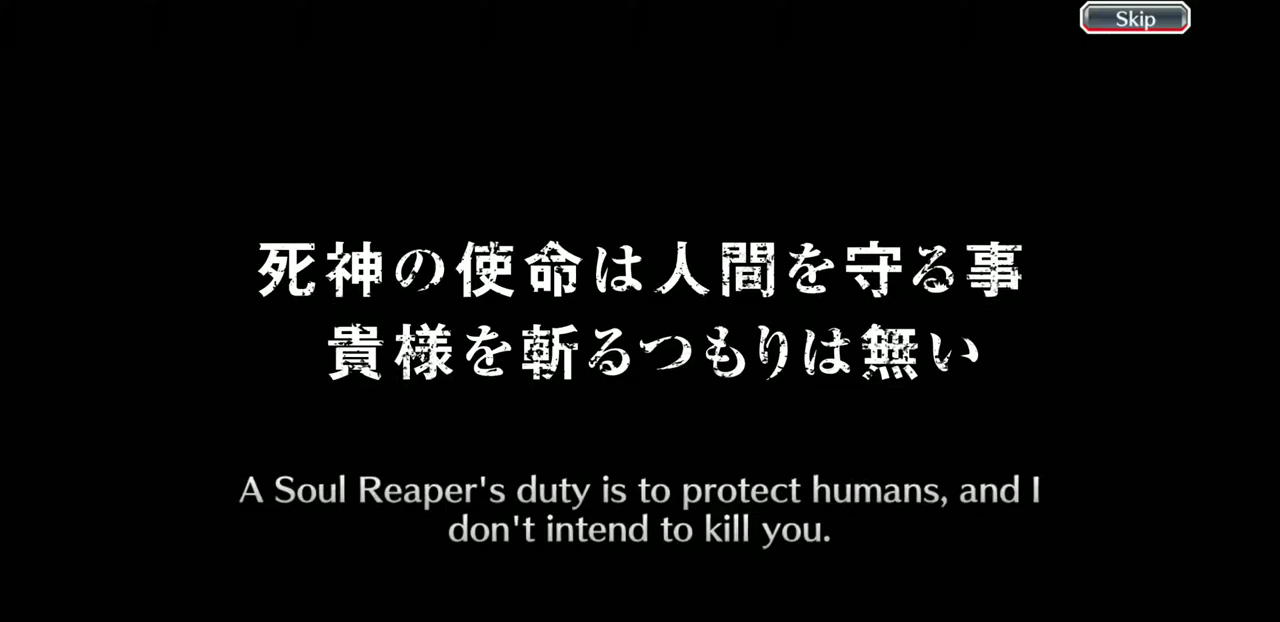 Skip
死神の使命は人間を守る事
貴様を斬るつもりは無い
A Soul Reaper's duty is to protect humans, and I
don't intend to kill you.